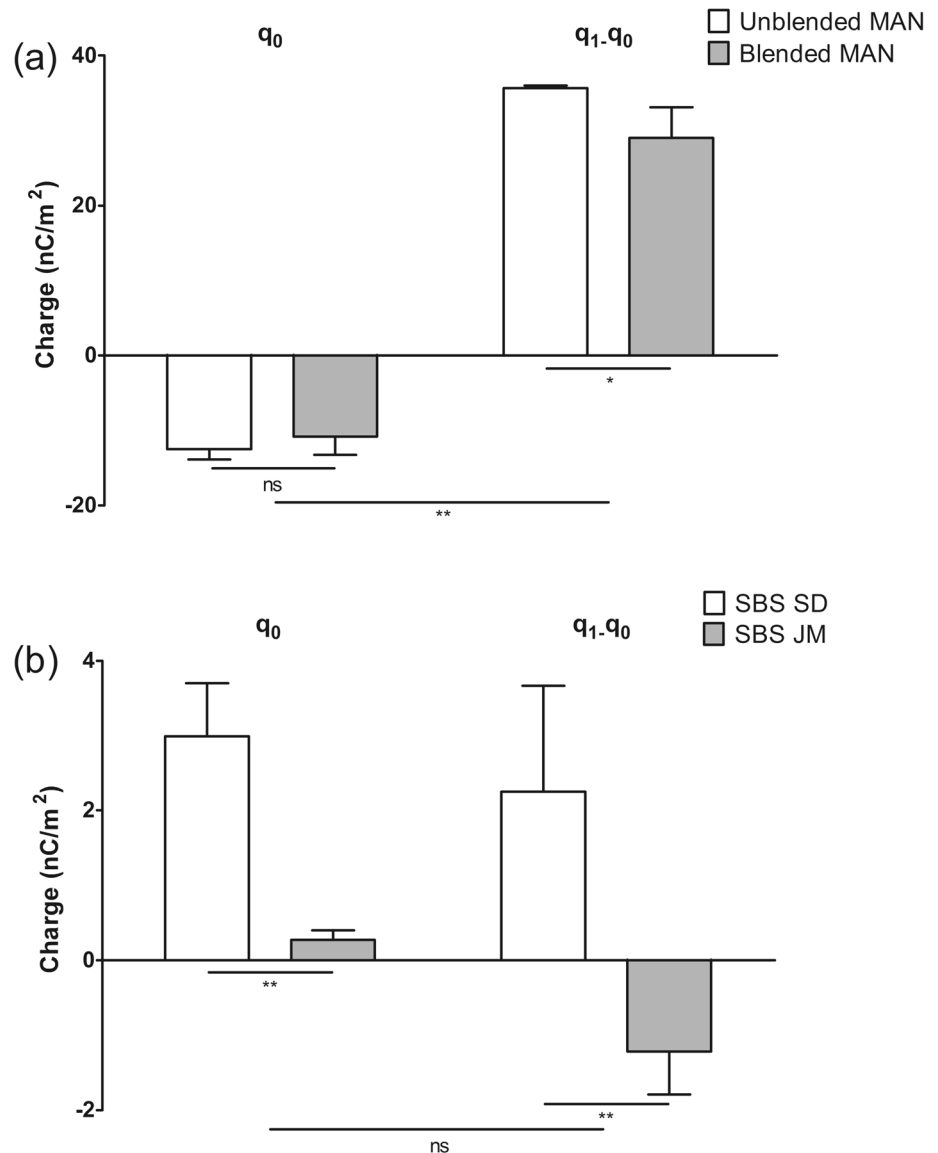 q0 q1-q0
Unblended MAN
Blended MAN
(a)
Charge (nC/m2)
40
20
0
-20
*
ns
**
q0 q1-q0
SBS SD
SBS JM
(b)
Charge (nC/m2)
4
2
0
-2
**
**
ns